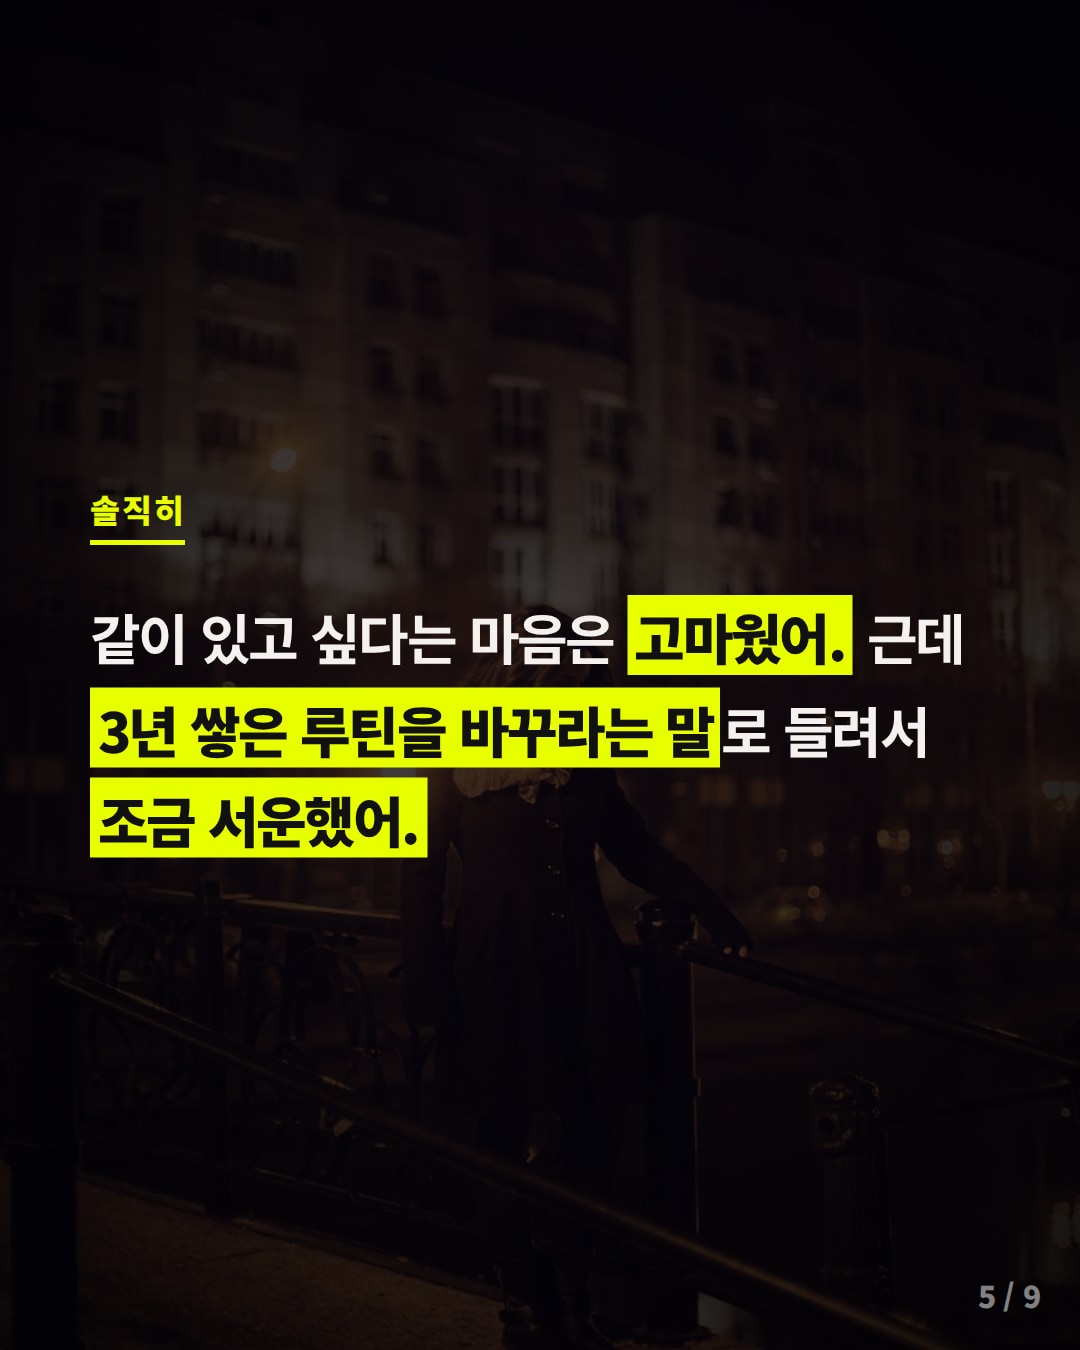 솔직히
같이 있고 싶다는 마음은 고마웠어. 근데
3년 쌓은 루틴을 바꾸라는 말로 들려서
조금 서운했어.
5 / 9